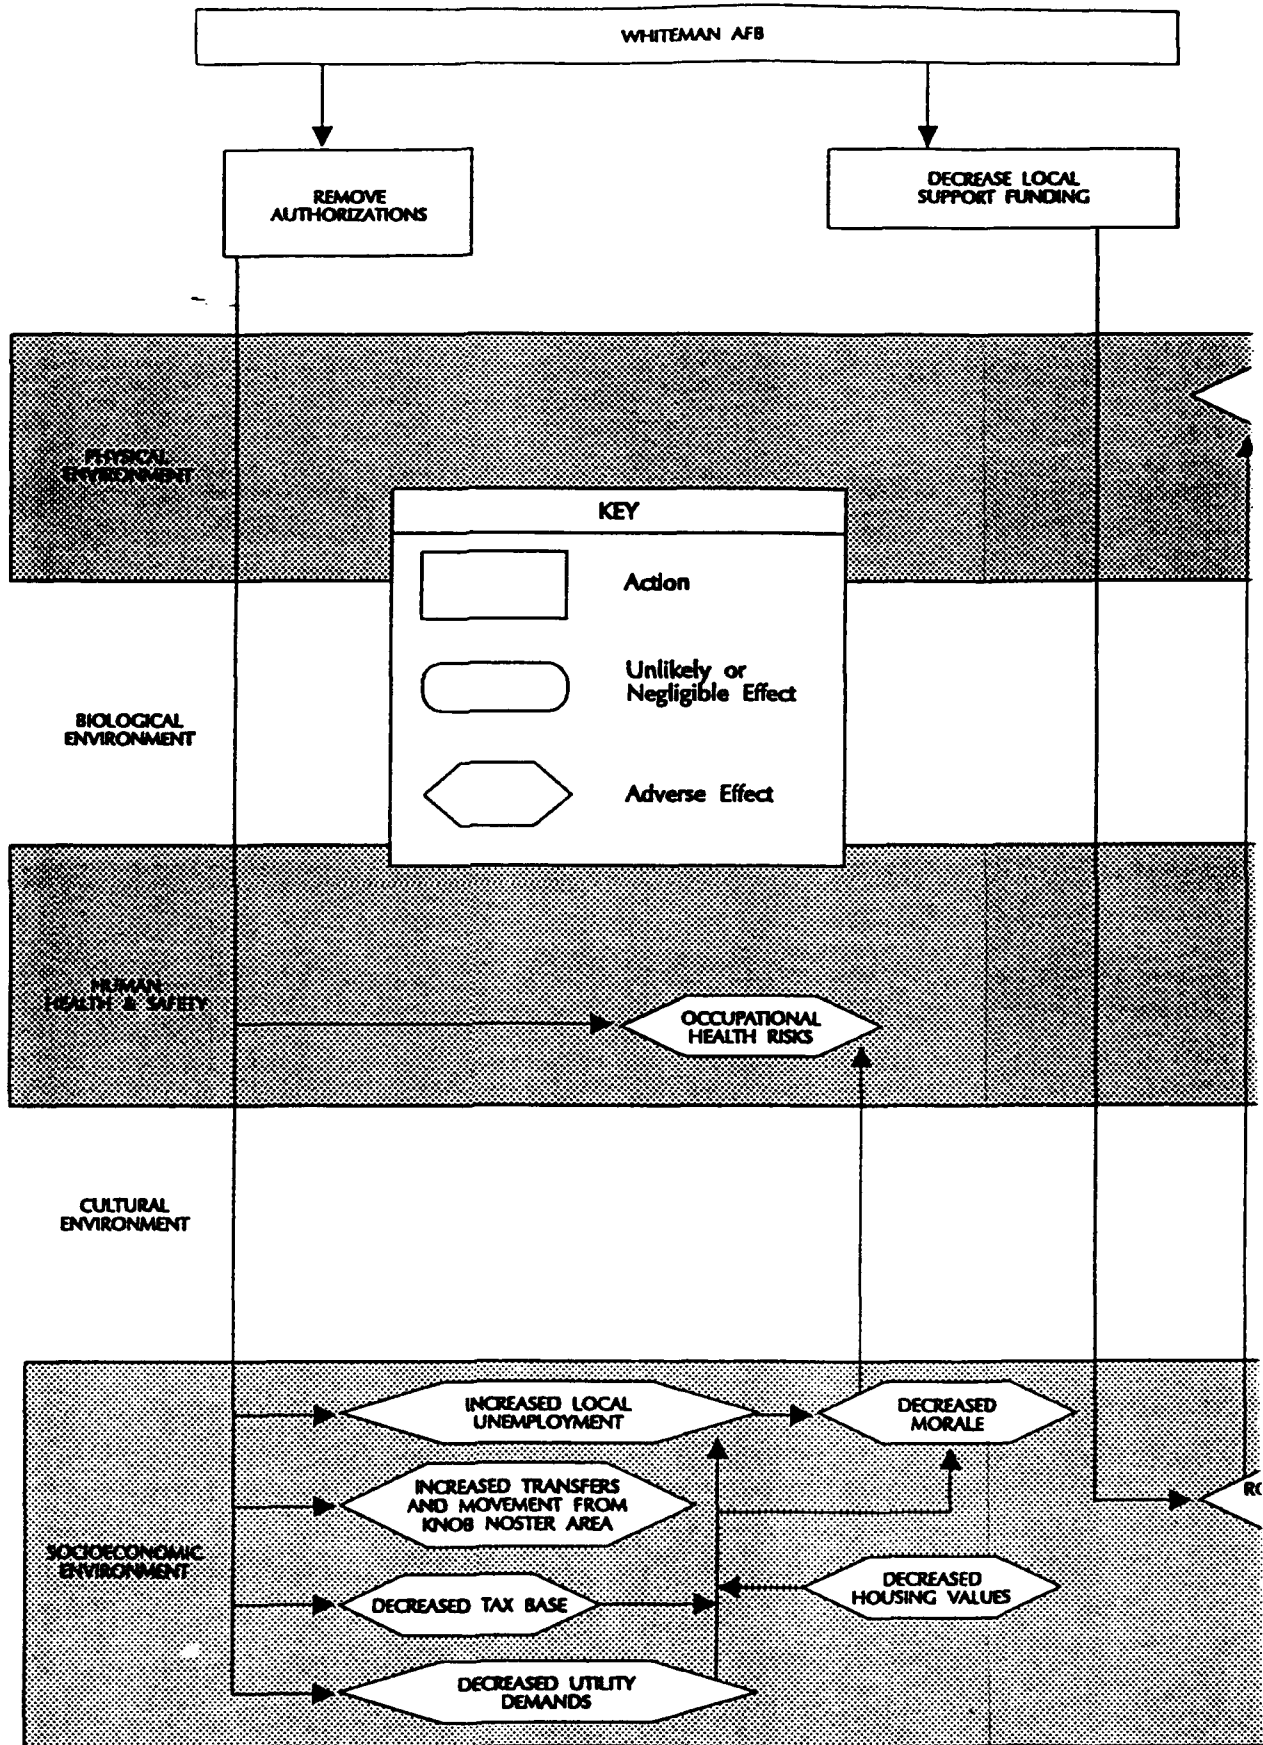 WHITEMAN AFB
REMOVE
AUTHORIZATIONS
DECREASE LOCAL
SUPPORT FUNDING
PHYSICAL
ENVIRONMENT
KEY
Action
Unlikely or
Negligible Effect
Adverse Effect
BIOLOGICAL
ENVIRONMENT
HUMAN
HEALTH & SAFETY
OCCUPATIONAL
HEALTH RISKS
CULTURAL
ENVIRONMENT
INCREASED LOCAL
UNEMPLOYMENT
DECREASED
MORALE
INCREASED TRANSFERS
AND MOVEMENT FROM
KNOB NOSTER AREA
SOCIOECONOMIC
ENVIRONMENT
DECREASED
HOUSING VALUES
DECREASED TAX BASE
DECREASED UTILITY
DEMANDS